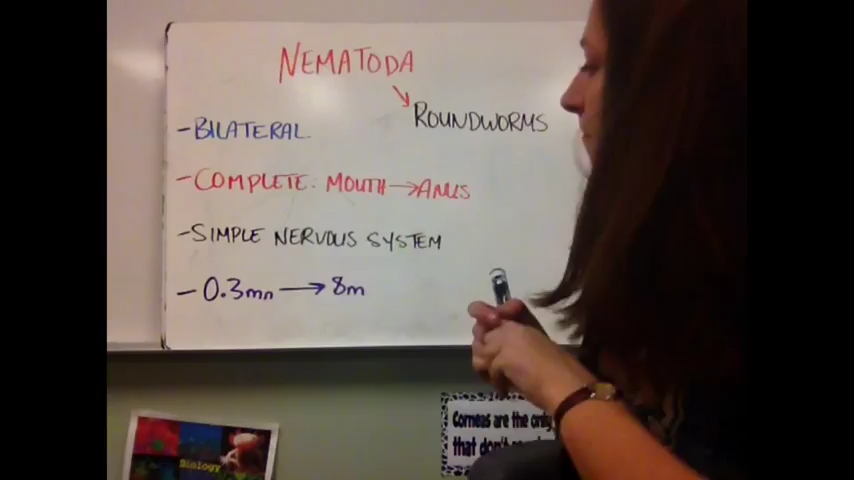 NEMATODA
ROUNDWORMS
-BILATERAL
-COMPLETE: MOUTH→ANUS
-SIMPLE NERVOUS SYSTEM
-0.3mm→8m
Corneas are the only
that don't
Biology